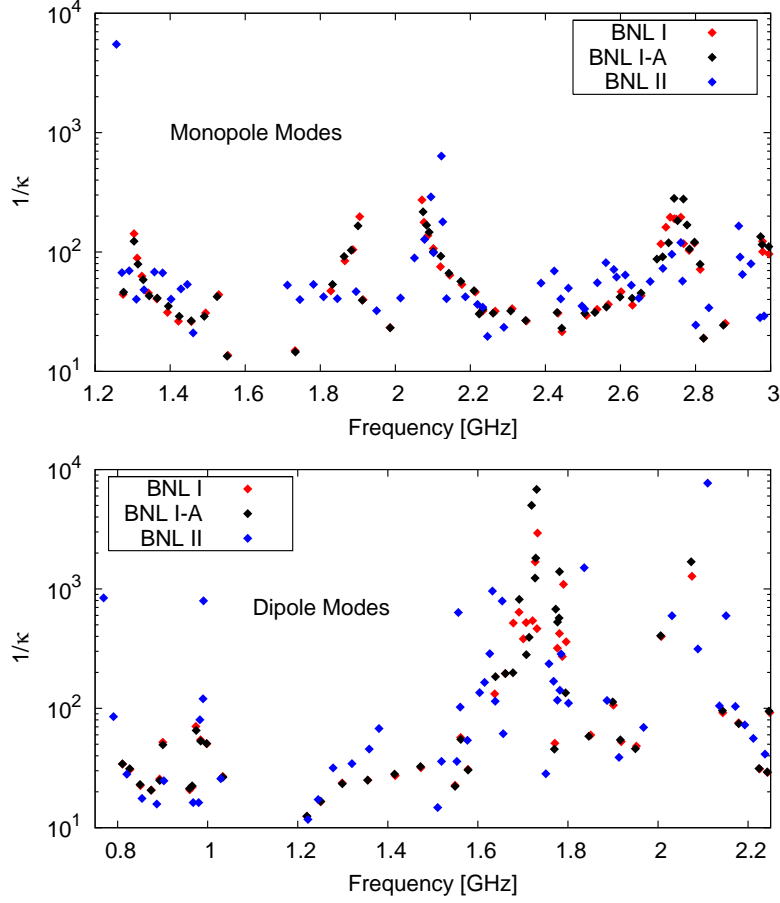 10^4
10^3
10^2
10^1
1/κ
BNL I
BNL I-A
BNL II
Monopole Modes
1.2 1.4 1.6 1.8 2 2.2 2.4 2.6 2.8 3
Frequency [GHz]
10^4
10^3
10^2
10^1
1/κ
BNL I
BNL I-A
BNL II
Dipole Modes
0.8 1 1.2 1.4 1.6 1.8 2 2.2
Frequency [GHz]